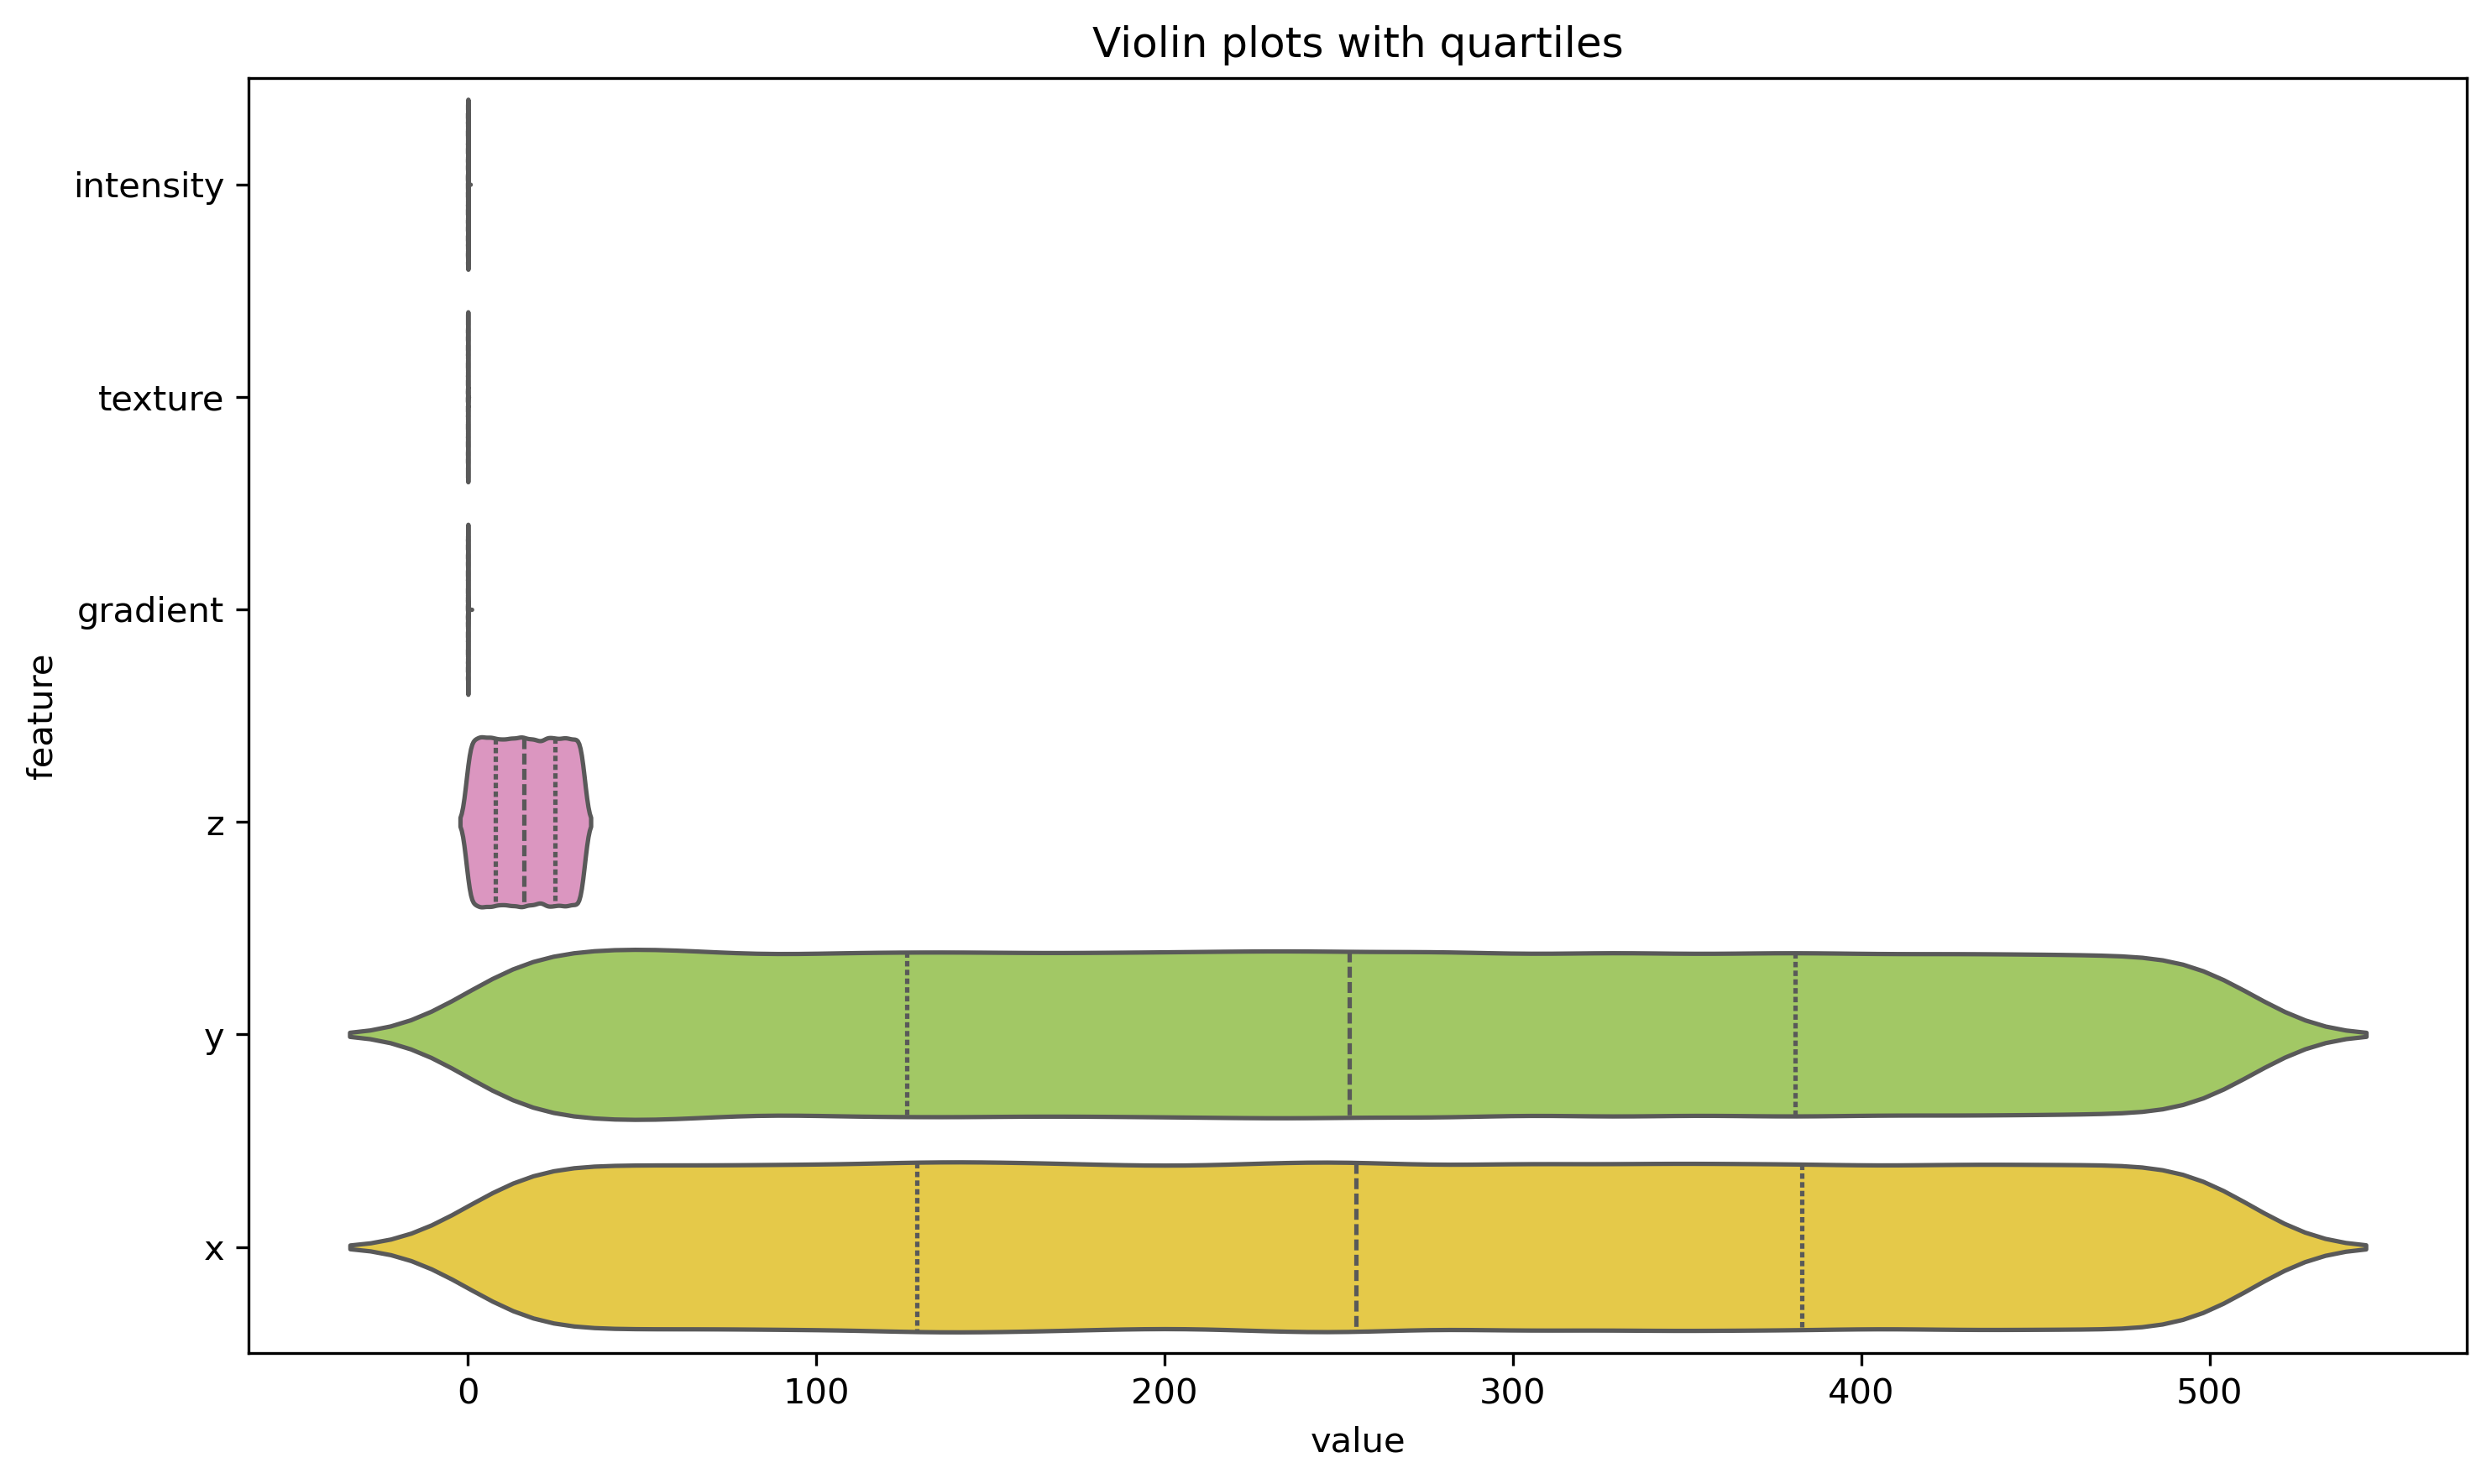 Violin plots with quartiles
intensity
texture
gradient
feature
z
y
x
0 100 200 300 400 500
value